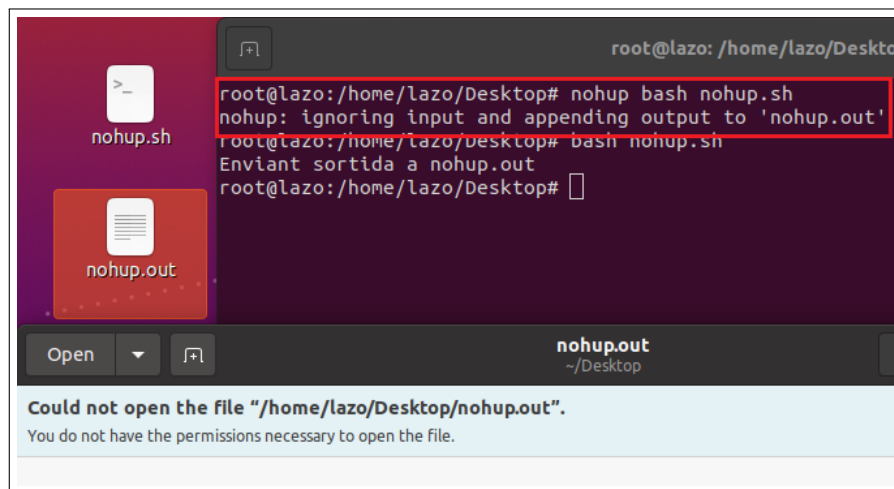 root@lazo: /home/lazo/Deskto
root@lazo:/home/lazo/Desktop# nohup bash nohup.sh
nohup: ignoring input and appending output to 'nohup.out'
root@lazo:/home/lazo/Desktop# bash nohup.sh
Enviant sortida a nohup.out
root@lazo:/home/lazo/Desktop#
>_
nohup.sh
nohup.out
Open
nohup.out
~/Desktop
Could not open the file “/home/lazo/Desktop/nohup.out”.
You do not have the permissions necessary to open the file.